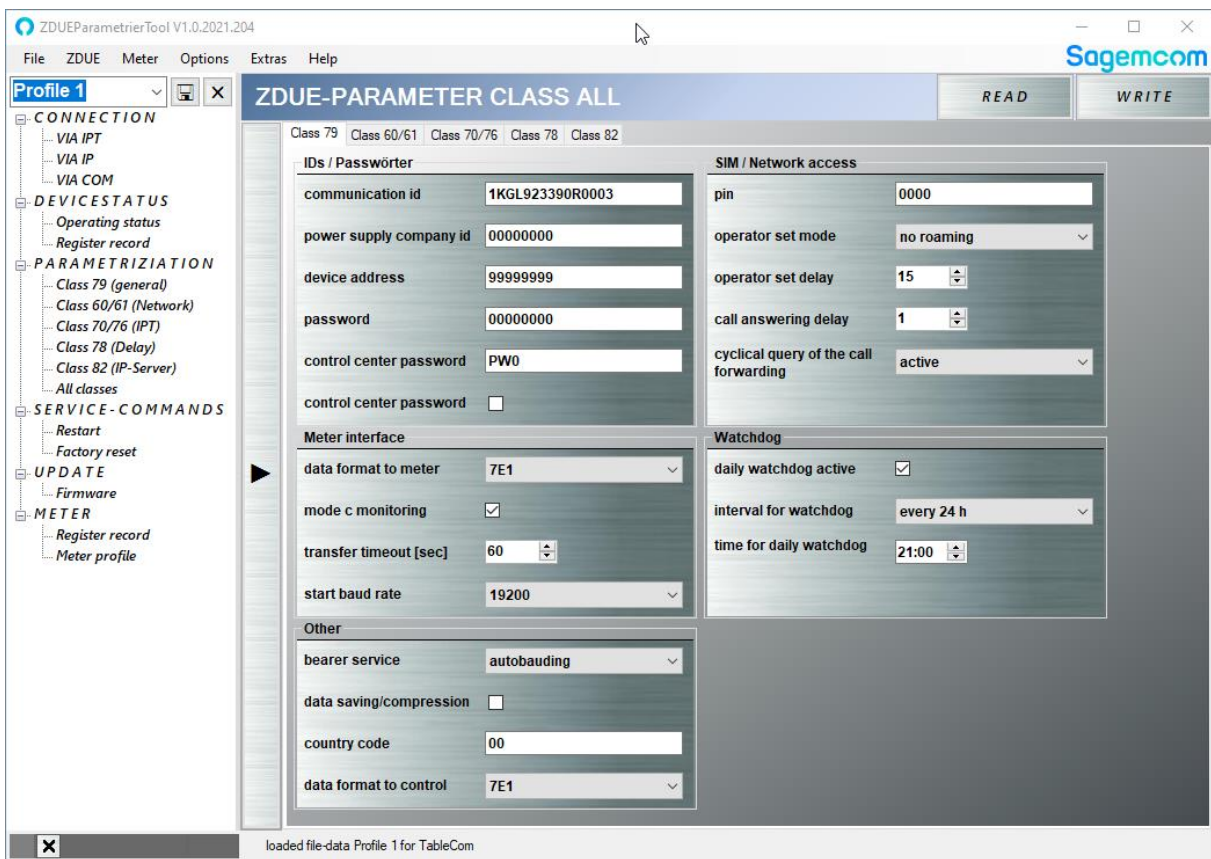 ZDUEParametrierTool V1.0.2021.204
File ZDUE Meter Options Extras Help
Sagemcom
Profile 1
CONNECTION
VIA IPT
VIA IP
VIA COM
DEVICESTATUS
Operating status
Register record
PARAMETRIZIATION
Class 79 (general)
Class 60/61 (Network)
Class 70/76 (IPT)
Class 78 (Delay)
Class 82 (IP-Server)
All classes
SERVICE-COMMANDS
Restart
Factory reset
UPDATE
Firmware
METER
Register record
Meter profile
ZDUE-PARAMETER CLASS ALL
READ WRITE
Class 79 Class 60/61 Class 70/76 Class 78 Class 82
IDs / Passwörter
communication id 1KGL923390R0003
power supply company id 00000000
device address 99999999
password 00000000
control center password PW0
control center password
SIM / Network access
pin 0000
operator set mode no roaming
operator set delay 15
call answering delay 1
cyclical query of the call
forwarding active
Meter interface
data format to meter 7E1
mode c monitoring
transfer timeout [sec] 60
start baud rate 19200
Watchdog
daily watchdog active
interval for watchdog every 24 h
time for daily watchdog 21:00
Other
bearer service autobauding
data saving/compression
country code 00
data format to control 7E1
loaded file-data Profile 1 for TableCom